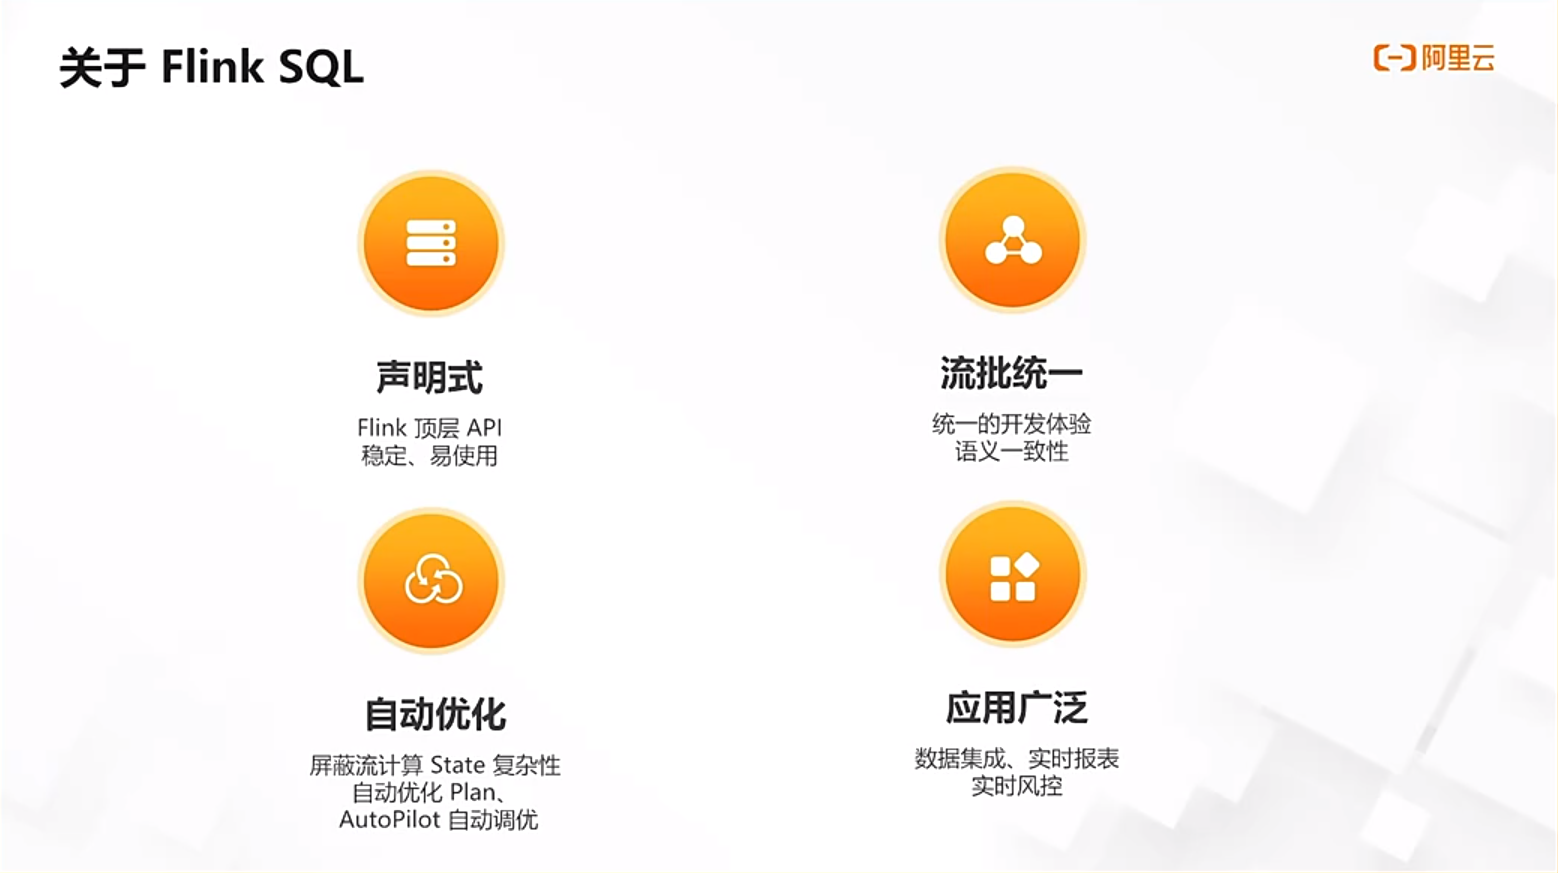 关于 Flink SQL
阿里云
声明式
Flink 顶层 API
稳定、易使用
流批统一
统一的开发体验
语义一致性
自动优化
屏蔽流计算 State 复杂性
自动优化 Plan、
AutoPilot 自动调优
应用广泛
数据集成、实时报表
实时风控